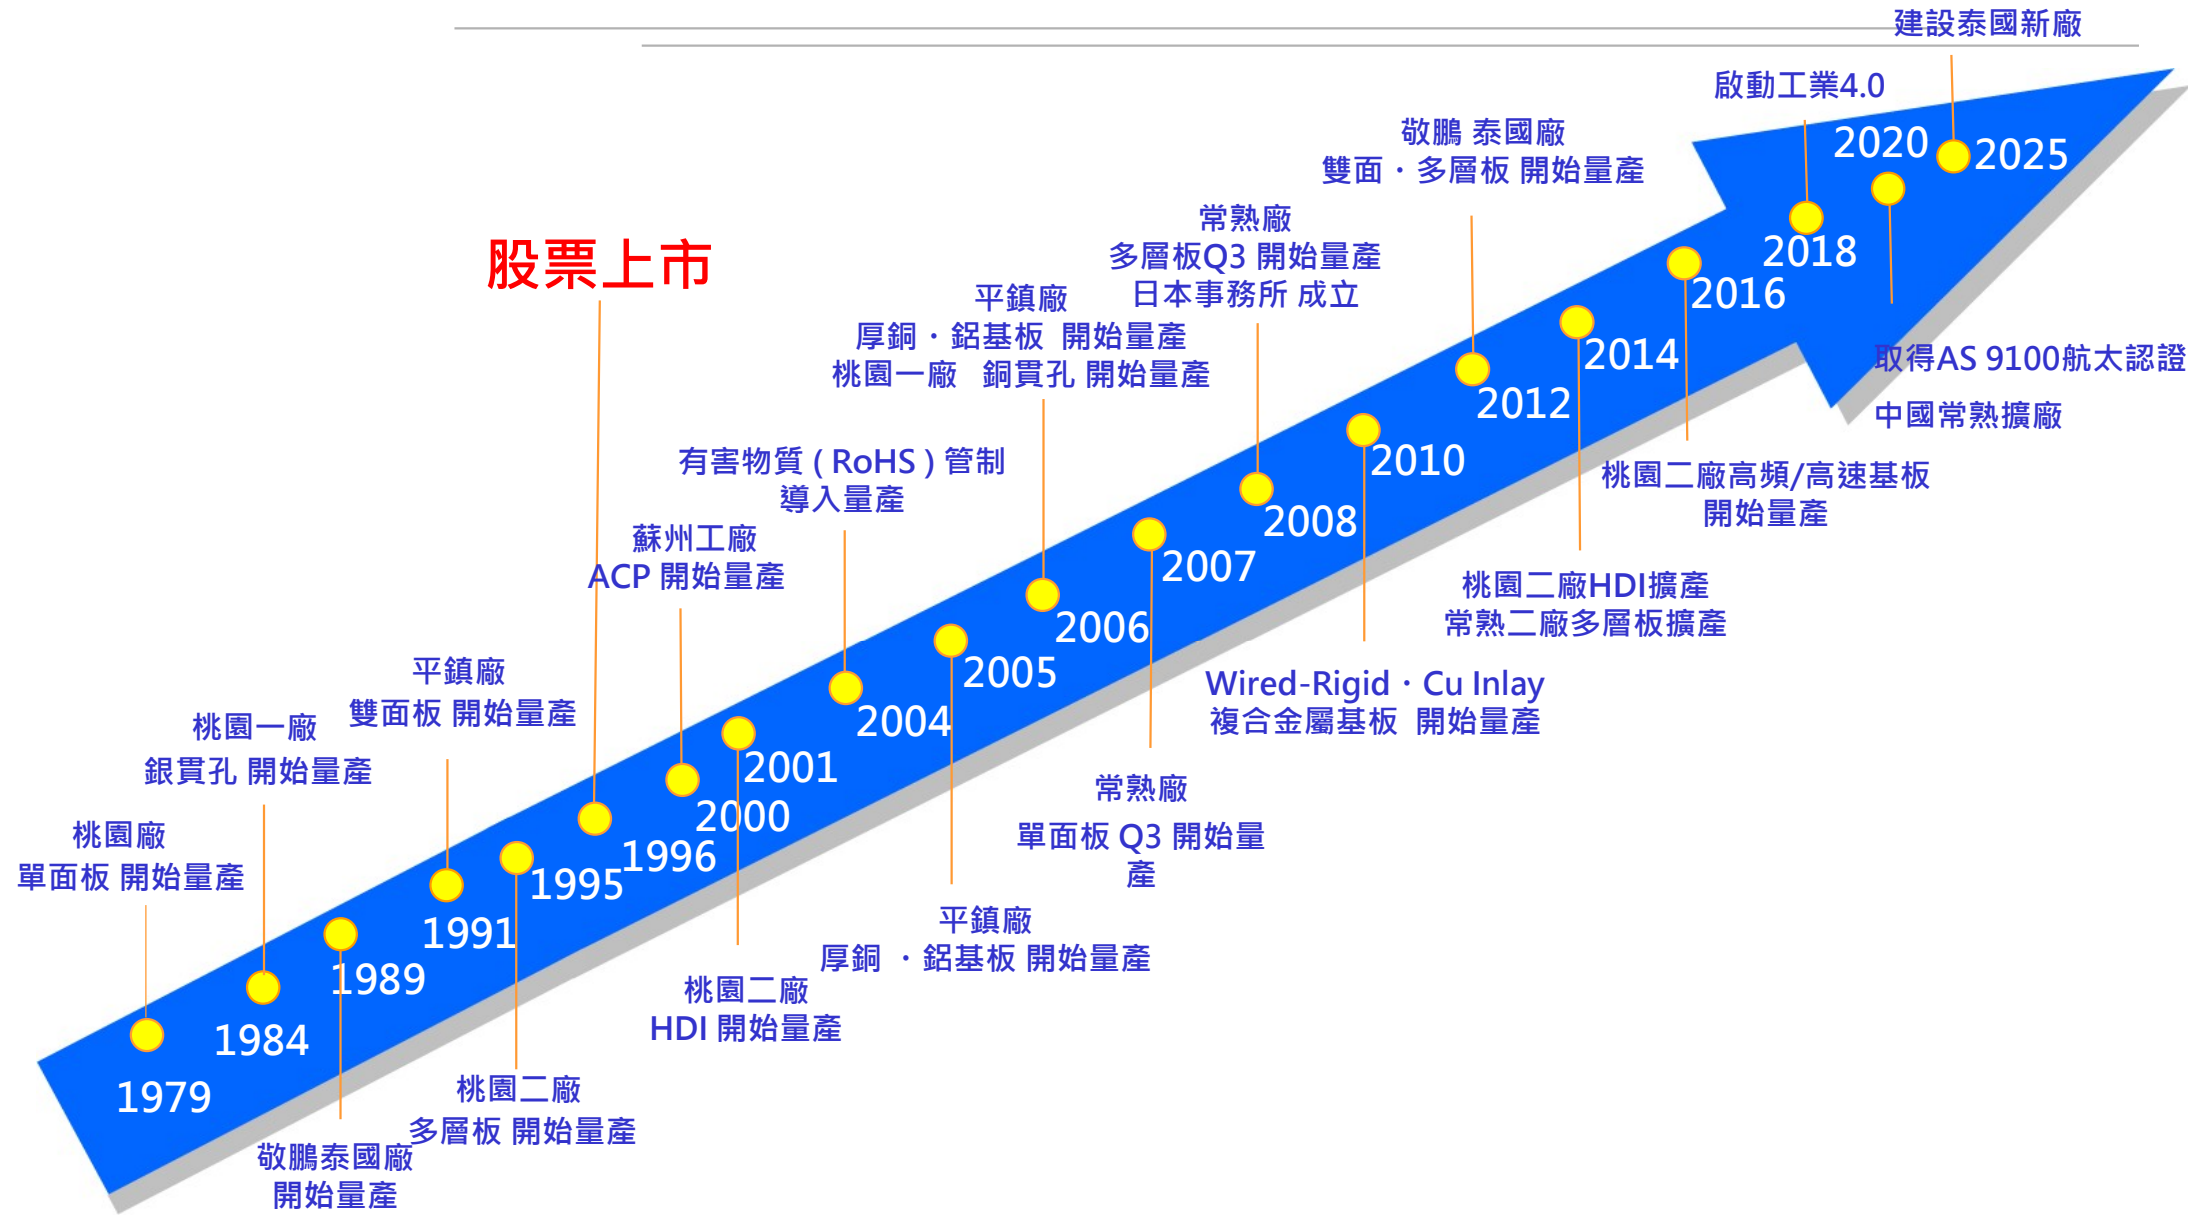 建設泰國新廠
啟動工業4.0
2020
2025
敬鵬 泰國廠
雙面・多層板 開始量產
2018
常熟廠
多層板Q3 開始量產
日本事務所 成立
2016
股票上市
平鎮廠
厚銅・鋁基板 開始量產
桃園一廠 銅貫孔 開始量產
2014
取得AS 9100航太認證
中國常熟擴廠
2012
有害物質 ( RoHS ) 管制
導入量產
2010
桃園二廠高頻/高速基板
開始量產
2008
蘇州工廠
ACP 開始量產
2007
桃園二廠HDI擴產
常熟二廠多層板擴產
2006
2005
平鎮廠
雙面板 開始量產
Wired-Rigid・Cu Inlay
複合金屬基板 開始量產
2004
桃園一廠
銀貫孔 開始量產
2001
2000
常熟廠
單面板 Q3 開始量
產
桃園廠
單面板 開始量產
1996
1995
1991
平鎮廠
厚銅 ・鋁基板 開始量產
1989
桃園二廠
HDI 開始量產
1984
1979
桃園二廠
多層板 開始量產
敬鵬泰國廠
開始量產